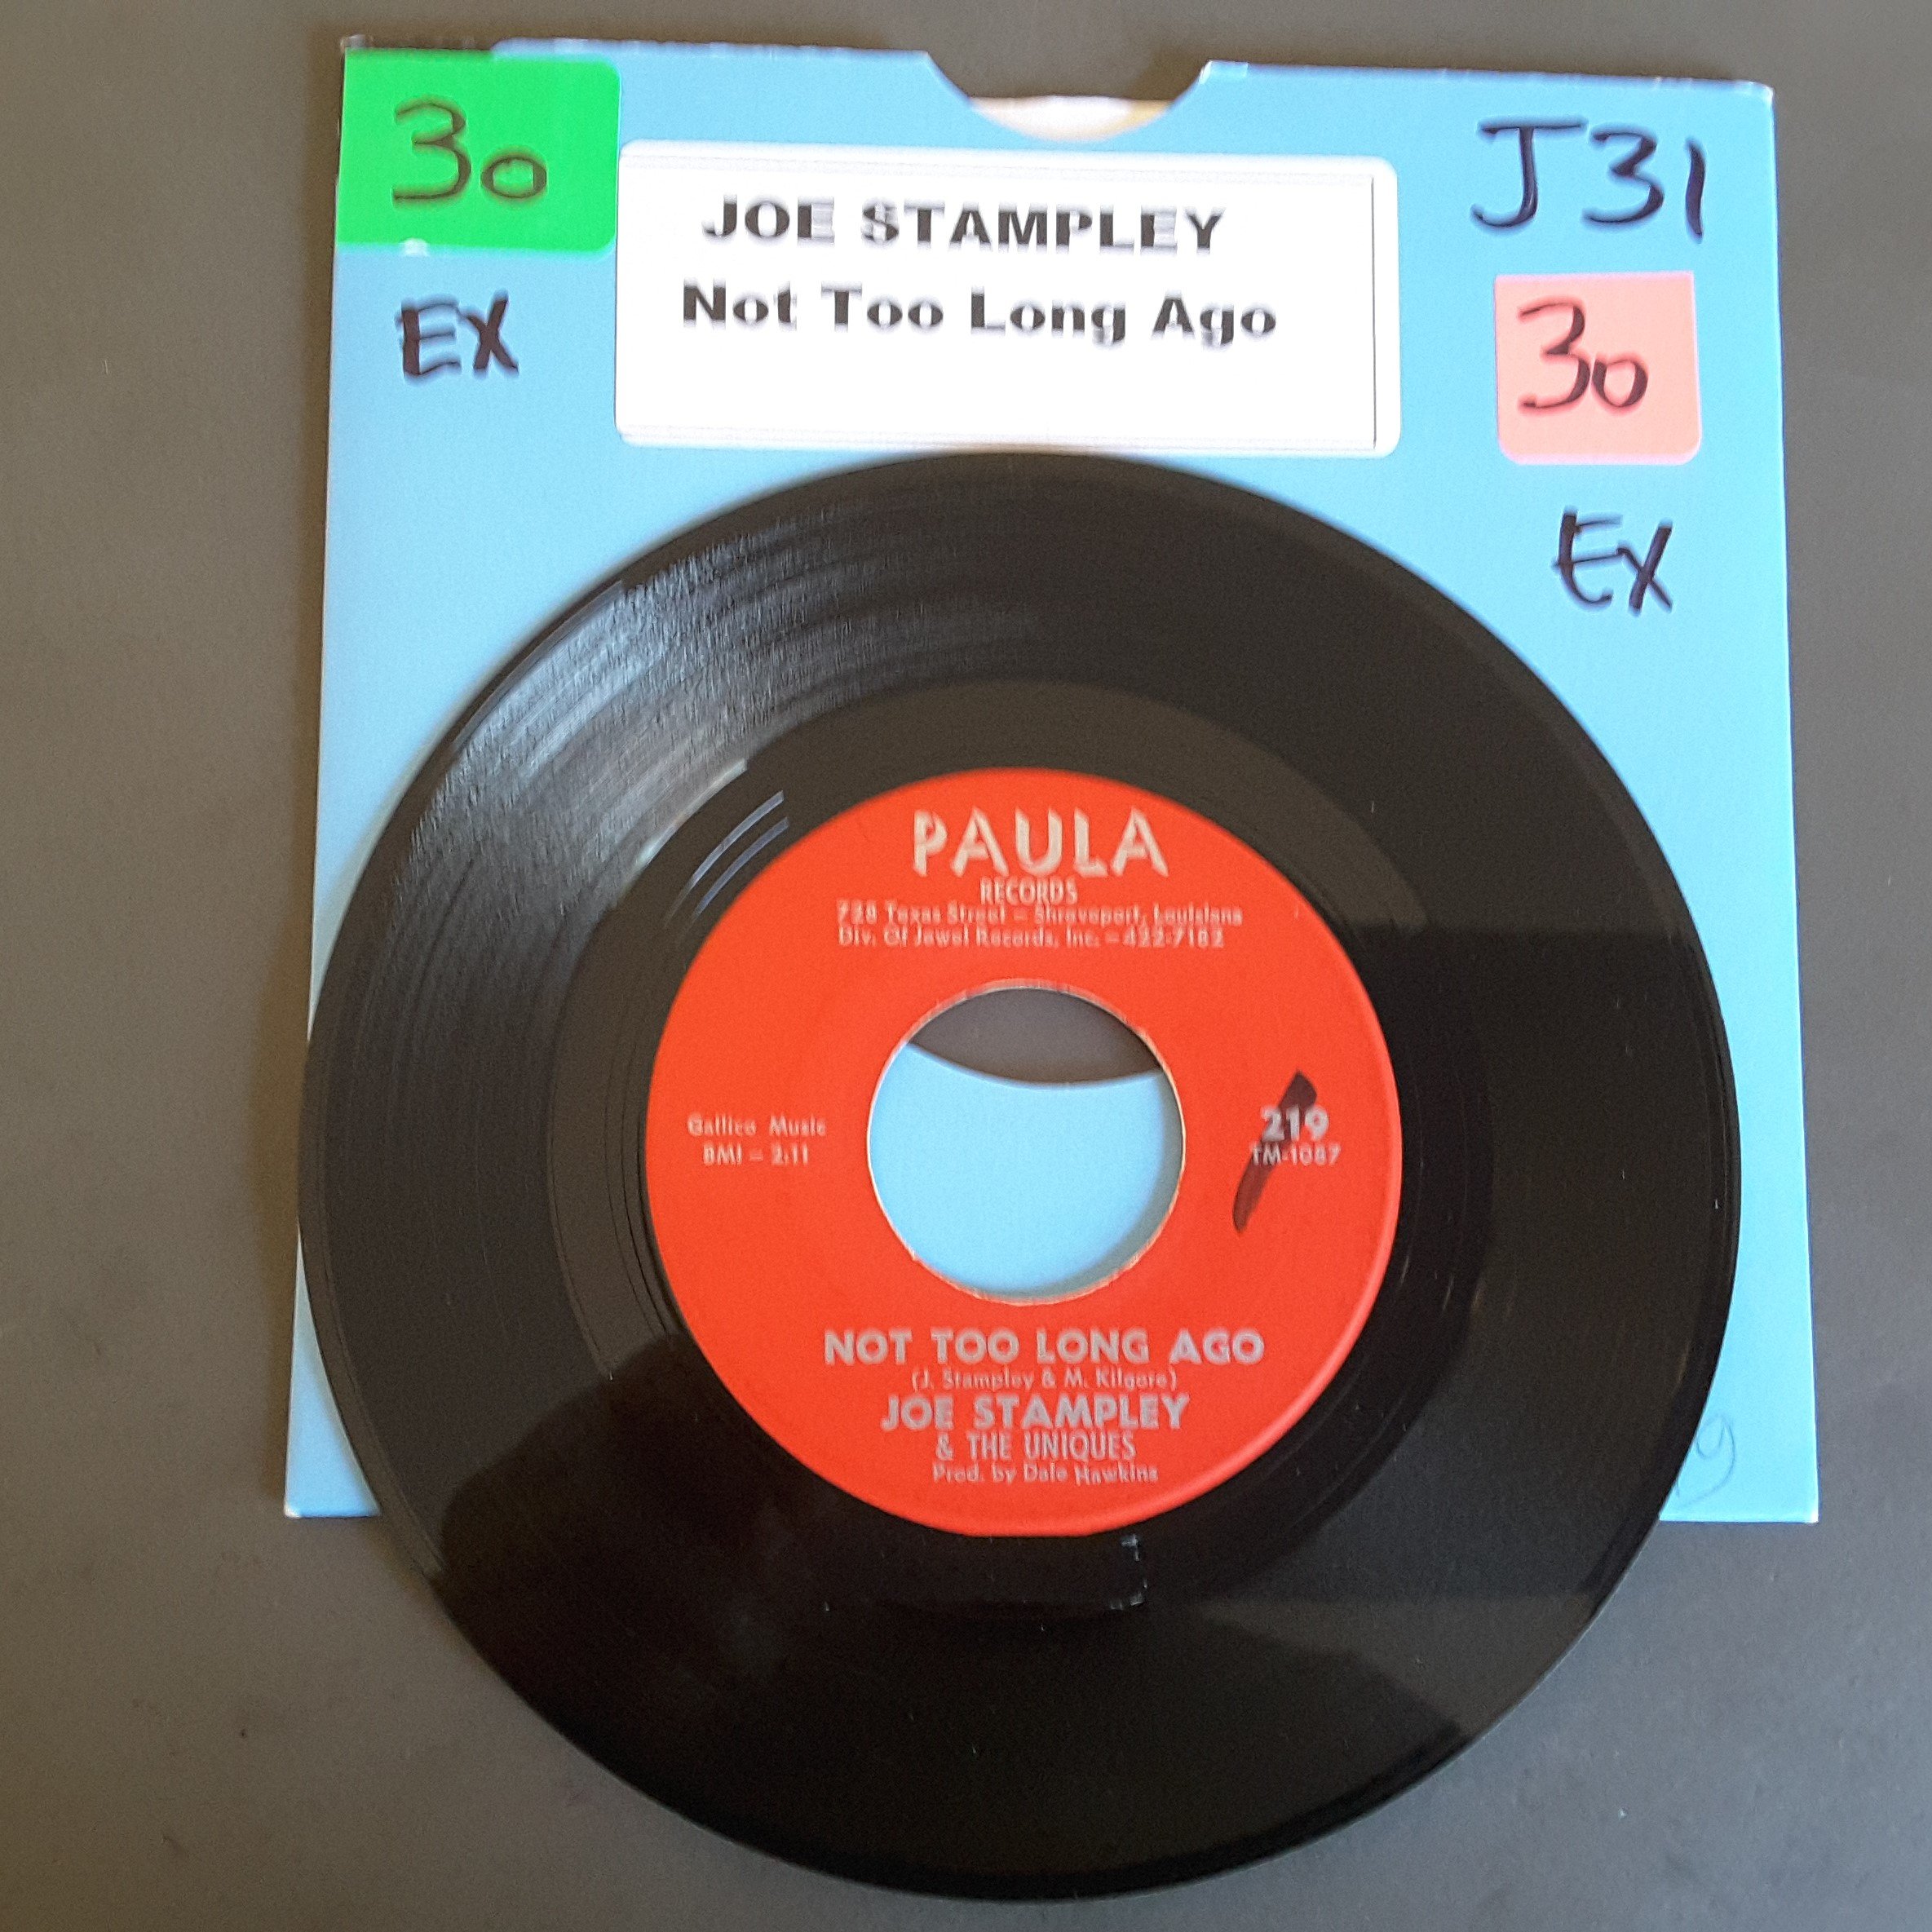 30
EX
JOE STAMPLEY
Not Too Long Ago
J31
30
EX
PAULA
RECORDS
728 Texas Street — Shreveport, Louisiana
Div. Of Jewel Records, Inc. — 422-7182
Gallico Music
BMI — 2:11
219
TM-1087
NOT TOO LONG AGO
(J. Stampley & M. Kilgore)
JOE STAMPLEY
& THE UNIQUES
Prod. by Dale Hawkins